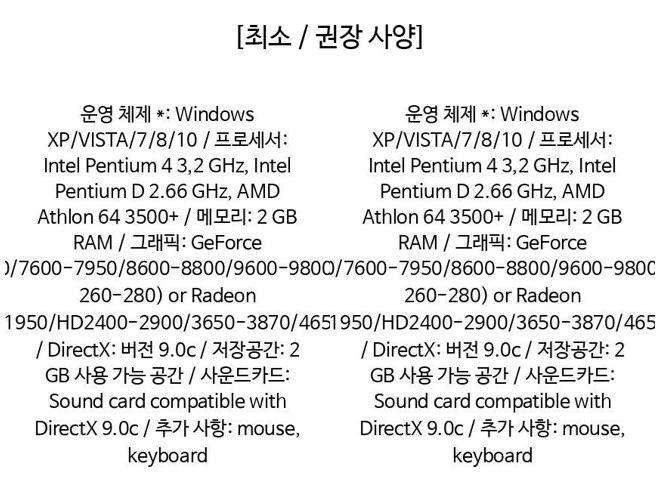 [최소 / 권장 사양]
운영 체제 *: Windows
XP/VISTA/7/8/10 / 프로세서:
Intel Pentium 4 3,2 GHz, Intel
Pentium D 2.66 GHz, AMD
Athlon 64 3500+ / 메모리: 2 GB
RAM / 그래픽: GeForce
/7600-7950/8600-8800/9600-9800
260-280) or Radeon
1950/HD2400-2900/3650-3870/465
/ DirectX: 버전 9.0c / 저장공간: 2
GB 사용 가능 공간 / 사운드카드:
Sound card compatible with
DirectX 9.0c / 추가 사항: mouse,
keyboard
운영 체제 *: Windows
XP/VISTA/7/8/10 / 프로세서:
Intel Pentium 4 3,2 GHz, Intel
Pentium D 2.66 GHz, AMD
Athlon 64 3500+ / 메모리: 2 GB
RAM / 그래픽: GeForce
/7600-7950/8600-8800/9600-9800
260-280) or Radeon
1950/HD2400-2900/3650-3870/465
/ DirectX: 버전 9.0c / 저장공간: 2
GB 사용 가능 공간 / 사운드카드:
Sound card compatible with
DirectX 9.0c / 추가 사항: mouse,
keyboard